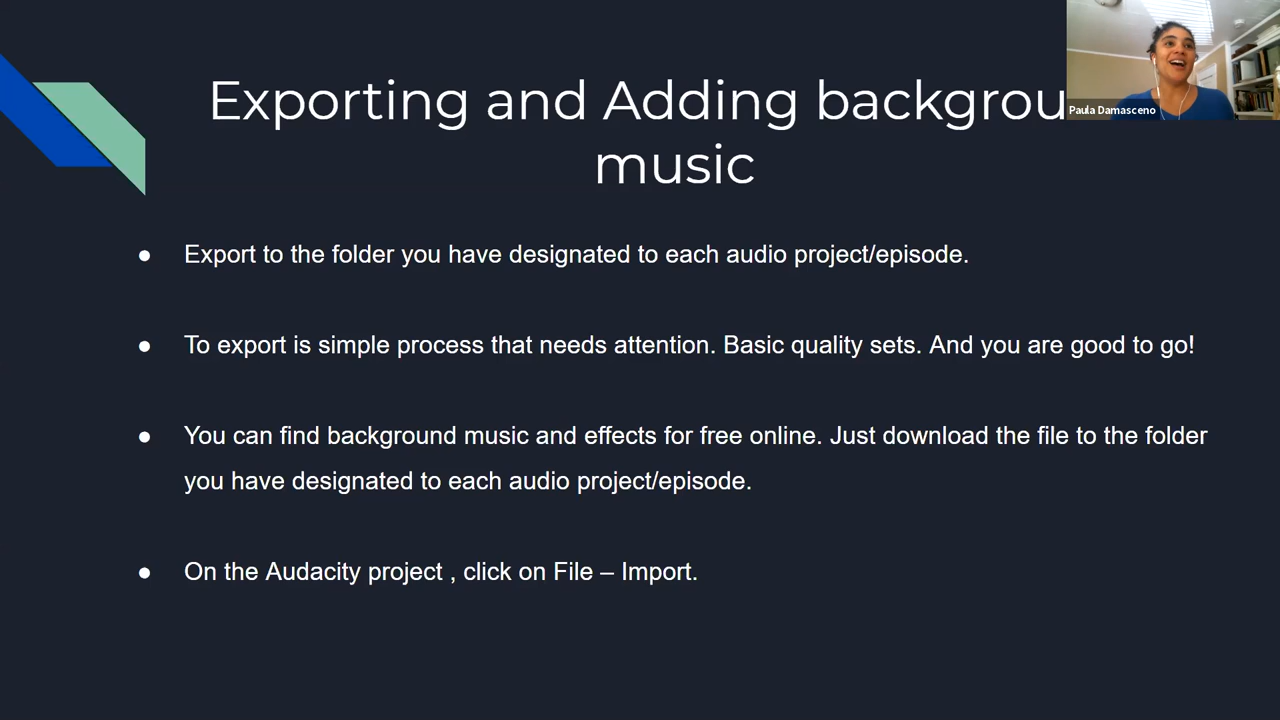 Exporting and Adding backgrou
music
Paula Damasceno
● Export to the folder you have designated to each audio project/episode.
● To export is simple process that needs attention. Basic quality sets. And you are good to go!
● You can find background music and effects for free online. Just download the file to the folder
you have designated to each audio project/episode.
● On the Audacity project , click on File – Import.